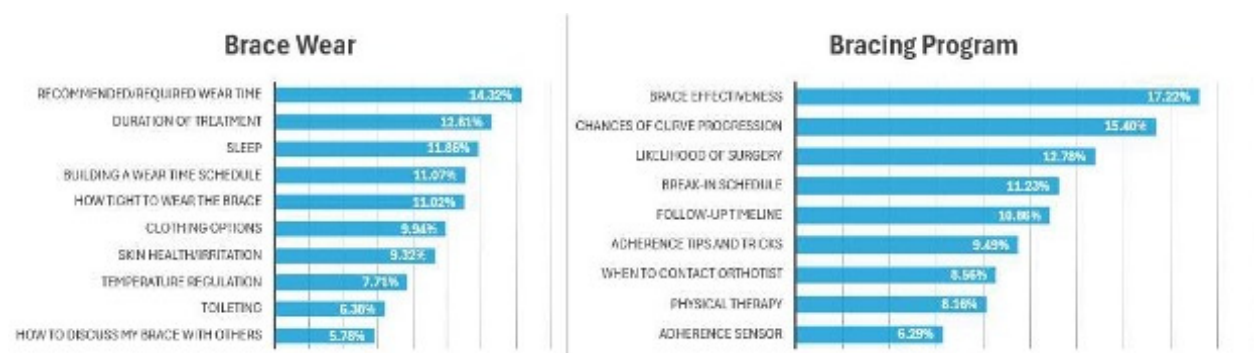 Brace Wear
RECOMMENDED/REQUIRED WEAR TIME 14.32%
DURATION OF TREATMENT 12.61%
SLEEP 11.86%
BUILDING A WEAR TIME SCHEDULE 11.07%
HOW TIGHT TO WEAR THE BRACE 11.02%
CLOTHING OPTIONS 9.94%
SKIN HEALTH/IRRITATION 9.32%
TEMPERATURE REGULATION 7.71%
TOILETING 6.36%
HOW TO DISCUSS MY BRACE WITH OTHERS 5.78%
Bracing Program
BRACE EFFECTIVENESS 17.22%
CHANCES OF CURVE PROGRESSION 15.40%
LIKELIHOOD OF SURGERY 12.78%
BREAK-IN SCHEDULE 11.23%
FOLLOW-UP TIMELINE 10.86%
ADHERENCE TIPS AND TRICKS 9.49%
WHEN TO CONTACT ORTHOTIST 8.56%
PHYSICAL THERAPY 8.16%
ADHERENCE SENSOR 6.29%